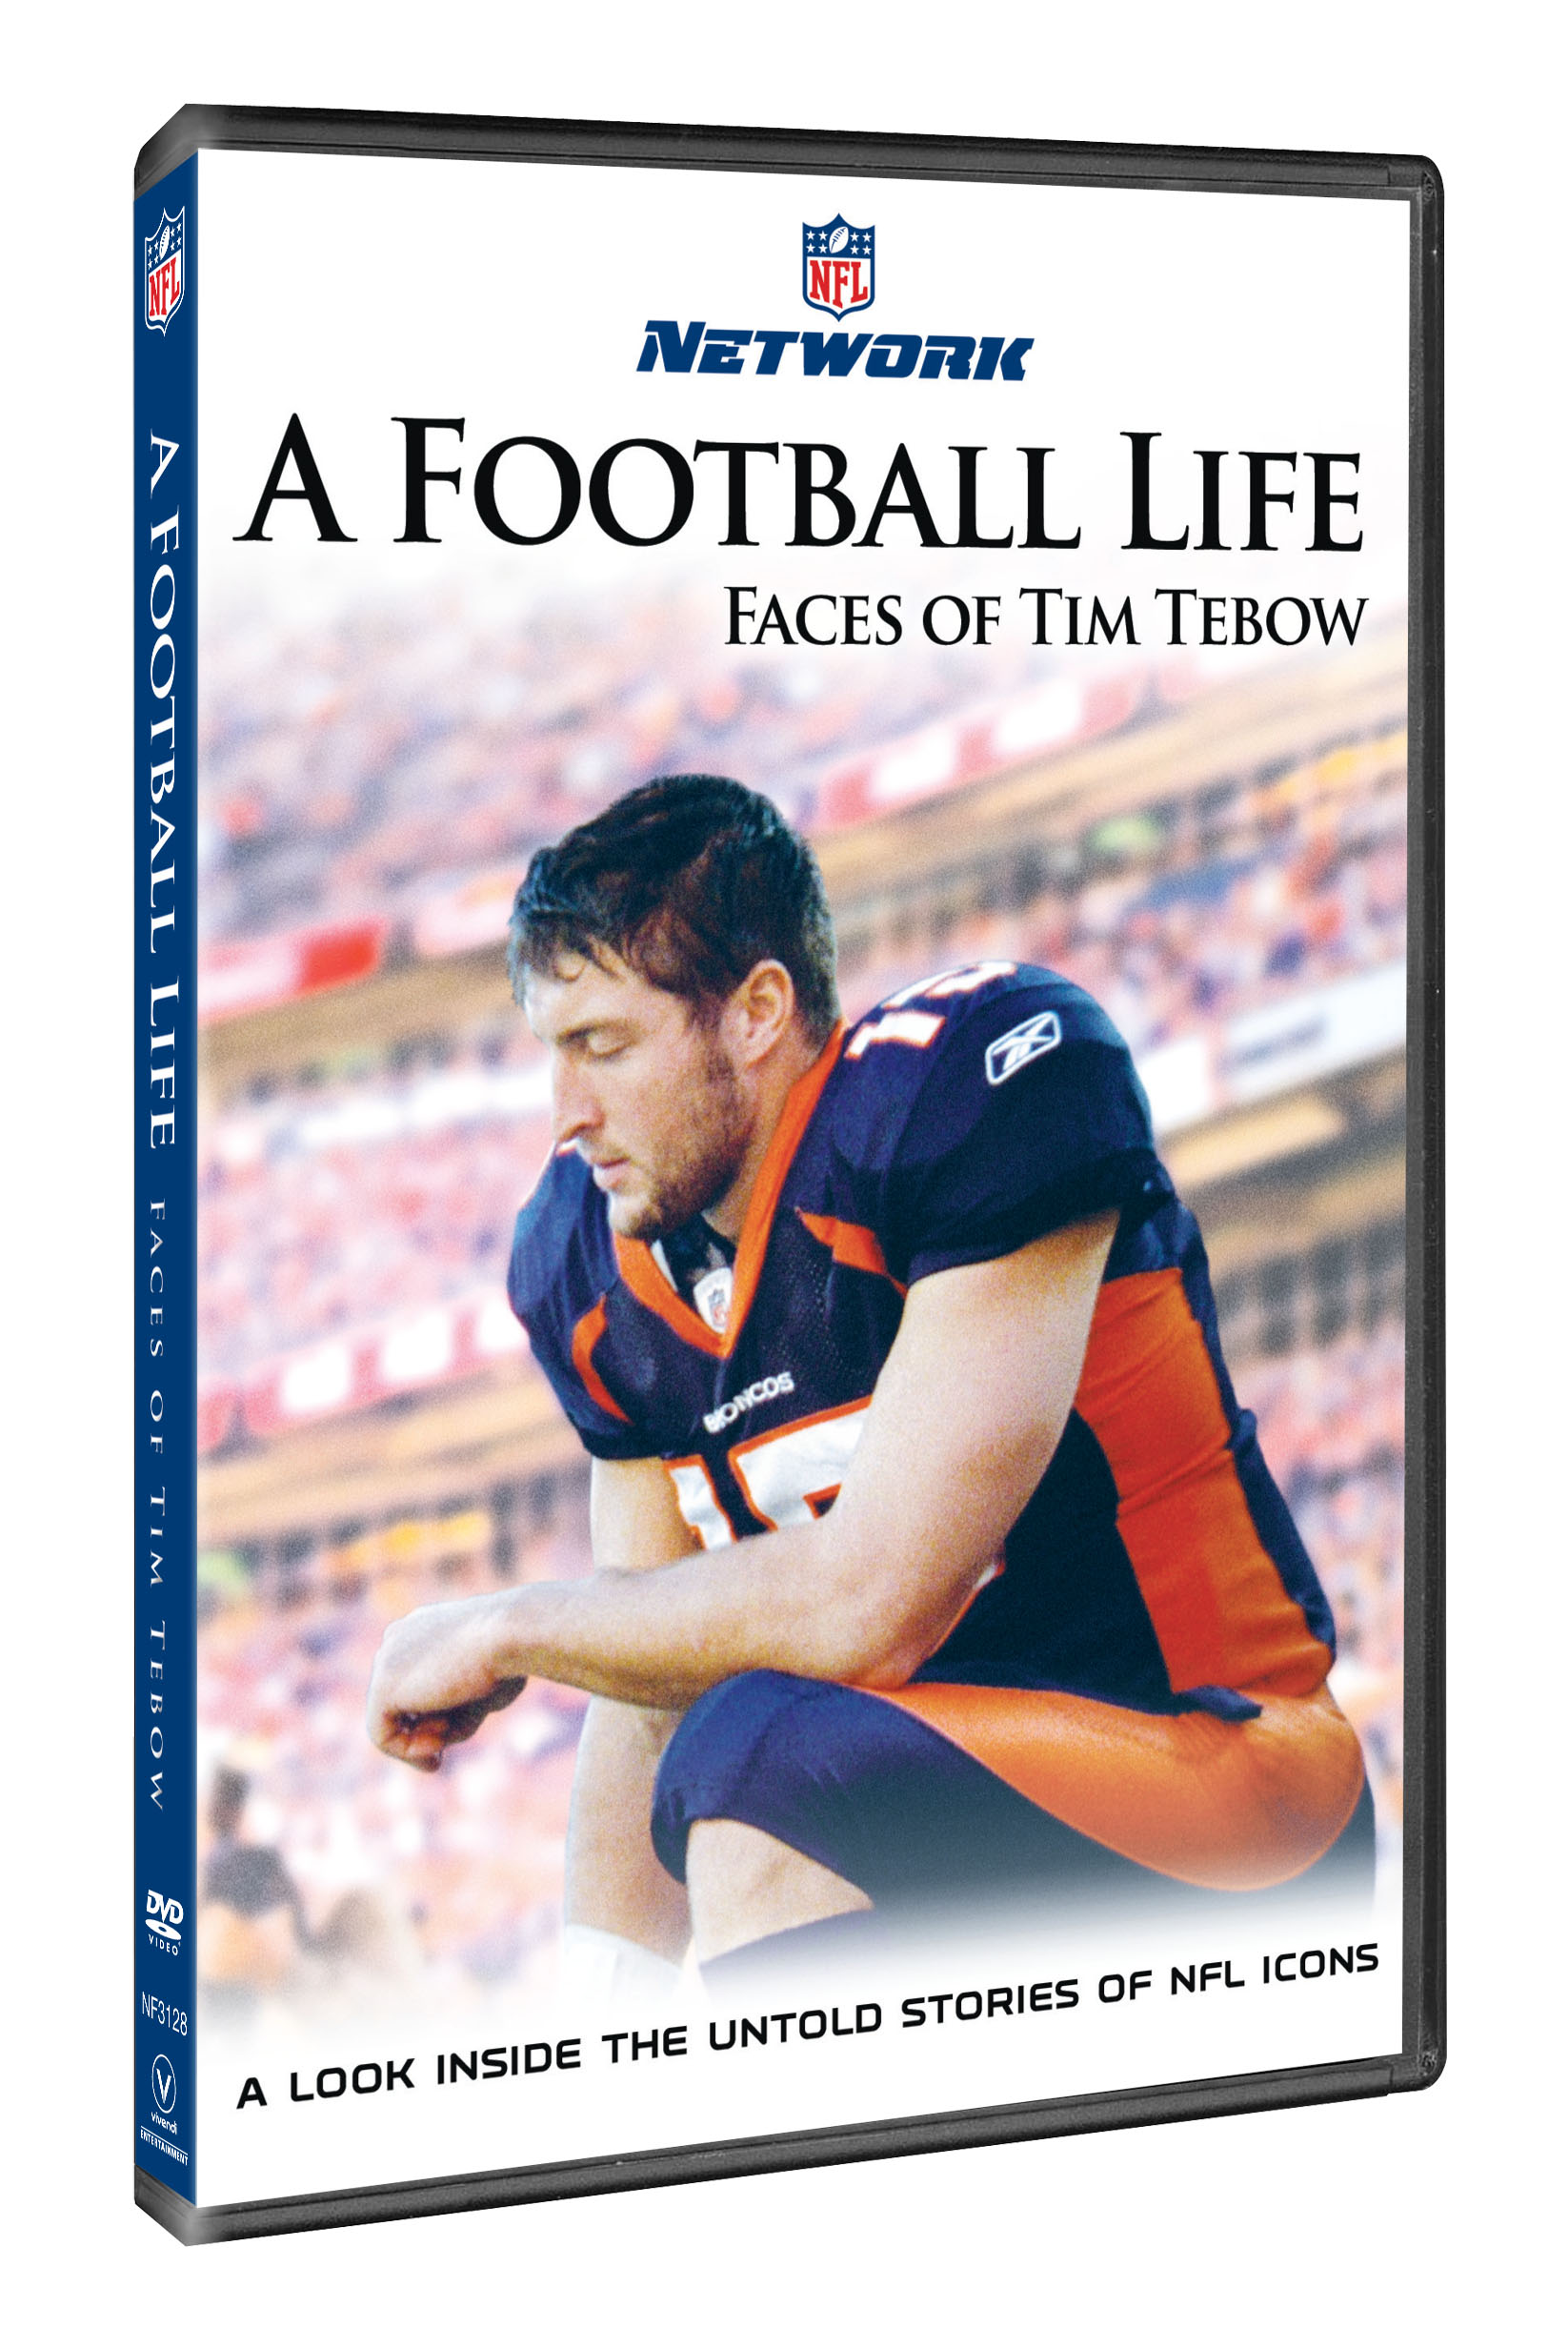 NFL
NETWORK
A FOOTBALL LIFE
FACES OF TIM TEBOW
BRONCOS
15
A LOOK INSIDE THE UNTOLD STORIES OF NFL ICONS
NFL
A FOOTBALL LIFE FACES OF TIM TEBOW
DVD
VIDEO
NF3128
V
vivendi
ENTERTAINMENT